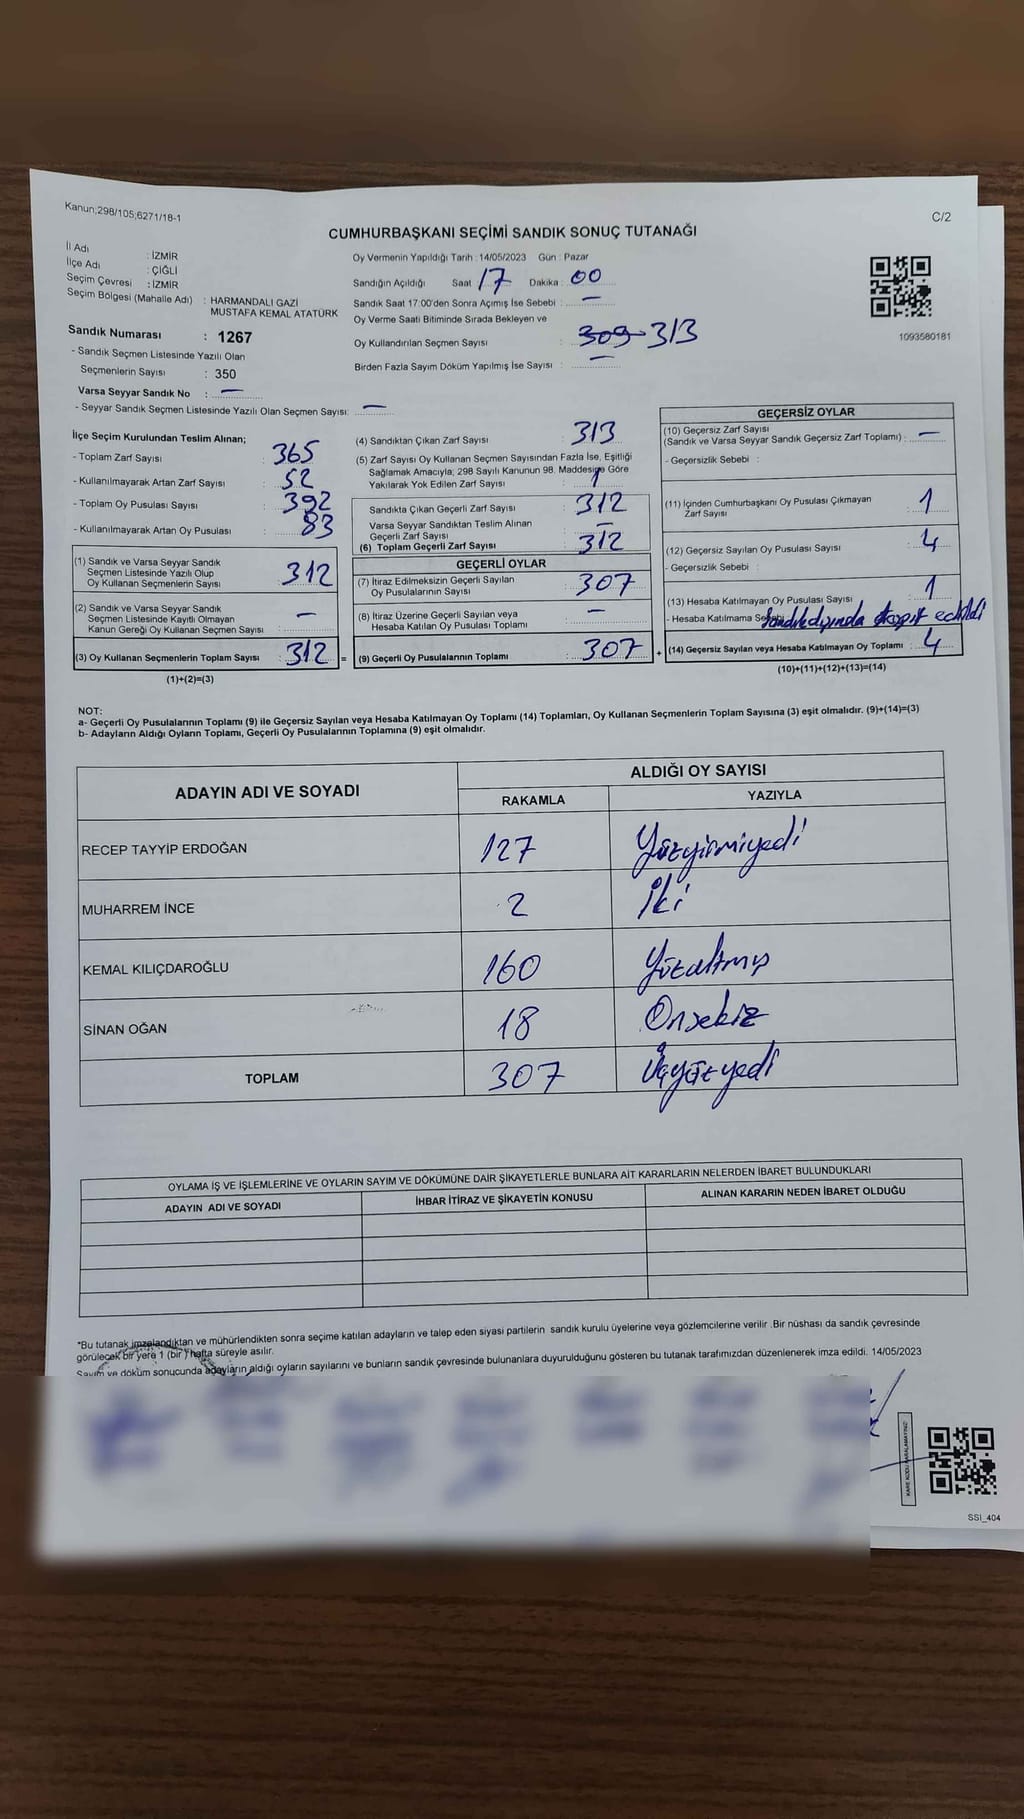 Kanun;298/105;6271/18-1
C/2
CUMHURBAŞKANI SEÇİMİ SANDIK SONUÇ TUTANAĞI
İl Adı : İZMİR
İlçe Adı : ÇİĞLİ
Seçim Çevresi : İZMİR
Seçim Bölgesi (Mahalle Adı) : HARMANDALI GAZİ
MUSTAFA KEMAL ATATÜRK
Sandık Numarası : 1267
- Sandık Seçmen Listesinde Yazılı Olan
Seçmenlerin Sayısı : 350
Varsa Seyyar Sandık No : —
- Seyyar Sandık Seçmen Listesinde Yazılı Olan Seçmen Sayısı: —
Oy Vermenin Yapıldığı Tarih : 14/05/2023 Gün : Pazar
Sandığın Açıldığı Saat 17 Dakika : 00
Sandık Saat 17:00'den Sonra Açımış İse Sebebi : —
Oy Verme Saati Bitiminde Sırada Bekleyen ve
Oy Kullandırılan Seçmen Sayısı : 309 313
Birden Fazla Sayım Döküm Yapılmış İse Sayısı : —
1093580181
İlçe Seçim Kurulundan Teslim Alınan;
- Toplam Zarf Sayısı : 365
- Kullanılmayarak Artan Zarf Sayısı : 52
- Toplam Oy Pusulası Sayısı : 392
- Kullanılmayarak Artan Oy Pusulası : 83
(1) Sandık ve Varsa Seyyar Sandık
Seçmen Listesinde Yazılı Olup
Oy Kullanan Seçmenlerin Sayısı : 312
(2) Sandık ve Varsa Seyyar Sandık
Seçmen Listesinde Kayıtlı Olmayan
Kanun Gereği Oy Kullanan Seçmen Sayısı : —
(3) Oy Kullanan Seçmenlerin Toplam Sayısı : 312 =
(1)+(2)=(3)
(4) Sandıktan Çıkan Zarf Sayısı : 313
(5) Zarf Sayısı Oy Kullanan Seçmen Sayısından Fazla İse, Eşitliği
Sağlamak Amacıyla; 298 Sayılı Kanunun 98. Maddesine Göre
Yakılarak Yok Edilen Zarf Sayısı : 1
Sandıkta Çıkan Geçerli Zarf Sayısı : 312
Varsa Seyyar Sandıktan Teslim Alınan
Geçerli Zarf Sayısı : —
(6) Toplam Geçerli Zarf Sayısı : 312
GEÇERLİ OYLAR
(7) İtiraz Edilmeksizin Geçerli Sayılan
Oy Pusulalarının Sayısı : 307
(8) İtiraz Üzerine Geçerli Sayılan veya
Hesaba Katılan Oy Pusulası Toplamı : —
(9) Geçerli Oy Pusulalarının Toplamı : 307 +
GEÇERSİZ OYLAR
(10) Geçersiz Zarf Sayısı
(Sandık ve Varsa Seyyar Sandık Geçersiz Zarf Toplamı) : —
- Geçersizlik Sebebi :
(11) İçinden Cumhurbaşkanı Oy Pusulası Çıkmayan
Zarf Sayısı : 1
(12) Geçersiz Sayılan Oy Pusulası Sayısı : 4
- Geçersizlik Sebebi :
(13) Hesaba Katılmayan Oy Pusulası Sayısı : 1
- Hesaba Katılmama Sebebi Sandık dışında tespit edildi
(14) Geçersiz Sayılan veya Hesaba Katılmayan Oy Toplamı : 4
(10)+(11)+(12)+(13)=(14)
NOT:
a- Geçerli Oy Pusulalarının Toplamı (9) ile Geçersiz Sayılan veya Hesaba Katılmayan Oy Toplamı (14) Toplamları, Oy Kullanan Seçmenlerin Toplam Sayısına (3) eşit olmalıdır. (9)+(14)=(3)
b- Adayların Aldığı Oyların Toplamı, Geçerli Oy Pusulalarının Toplamına (9) eşit olmalıdır.
ADAYIN ADI VE SOYADI ALDIĞI OY SAYISI
RAKAMLA YAZIYLA
RECEP TAYYİP ERDOĞAN 127 Yüzyirmiyedi
MUHARREM İNCE 2 İki
KEMAL KILIÇDAROĞLU 160 Yüzaltmış
SİNAN OĞAN 18 Onsekiz
TOPLAM 307 Üçyüzyedi
OYLAMA İŞ VE İŞLEMLERİNE VE OYLARIN SAYIM VE DÖKÜMÜNE DAİR ŞİKAYETLERLE BUNLARA AİT KARARLARIN NELERDEN İBARET BULUNDUKLARI
ADAYIN ADI VE SOYADI İHBAR İTİRAZ VE ŞİKAYETİN KONUSU ALINAN KARARIN NEDEN İBARET OLDUĞU
*Bu tutanak imzalandıktan ve mühürlendikten sonra seçime katılan adayların ve talep eden siyasi partilerin sandık kurulu üyelerine veya gözlemcilerine verilir .Bir nüshası da sandık çevresinde
görülecek bir yere 1 (bir ) hafta süreyle asılır.
Sayım ve döküm sonucunda adayların aldığı oyların sayılarını ve bunların sandık çevresinde bulunanlara duyurulduğunu gösteren bu tutanak tarafımızdan düzenlenerek imza edildi. 14/05/2023
KARE KODU KARALAMAYINIZ!
SSI_404